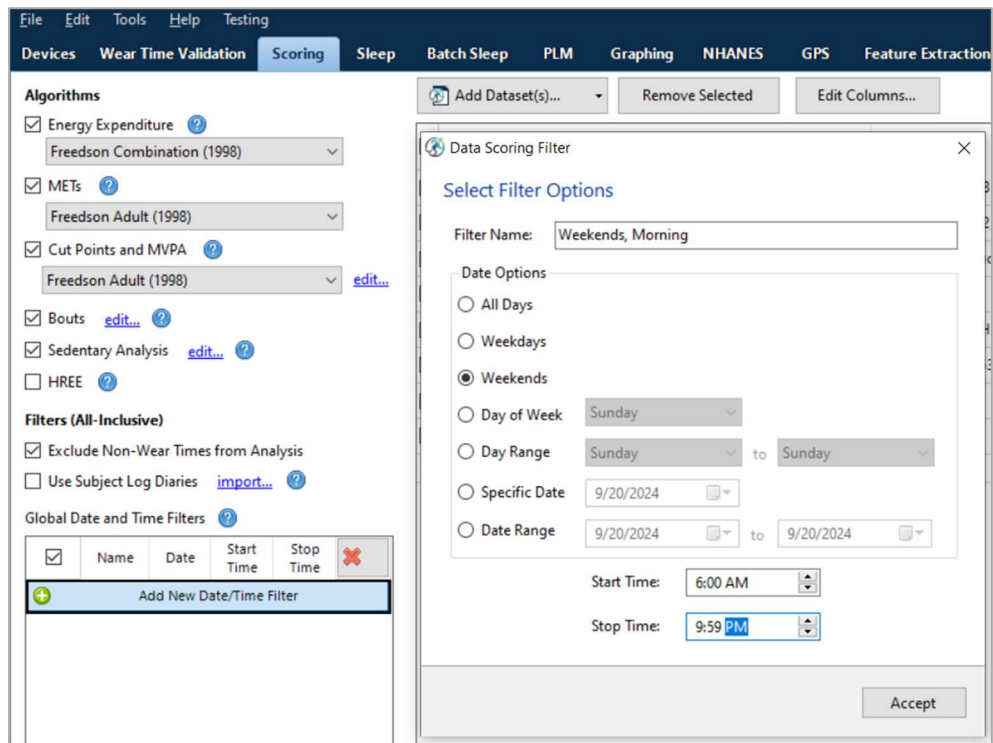 File Edit Tools Help Testing
Devices Wear Time Validation Scoring Sleep Batch Sleep PLM Graphing NHANES GPS Feature Extraction
Algorithms
Energy Expenditure
Freedson Combination (1998)
METs
Freedson Adult (1998)
Cut Points and MVPA
Freedson Adult (1998) edit...
Bouts edit...
Sedentary Analysis edit...
HREE
Filters (All-Inclusive)
Exclude Non-Wear Times from Analysis
Use Subject Log Diaries import...
Global Date and Time Filters
Name Date Start Time Stop Time
Add New Date/Time Filter
Add Dataset(s)... Remove Selected Edit Columns...
Data Scoring Filter
Select Filter Options
Filter Name: Weekends, Morning
Date Options
All Days
Weekdays
Weekends
Day of Week Sunday
Day Range Sunday to Sunday
Specific Date 9/20/2024
Date Range 9/20/2024 to 9/20/2024
Start Time: 6:00 AM
Stop Time: 9:59 PM
Accept